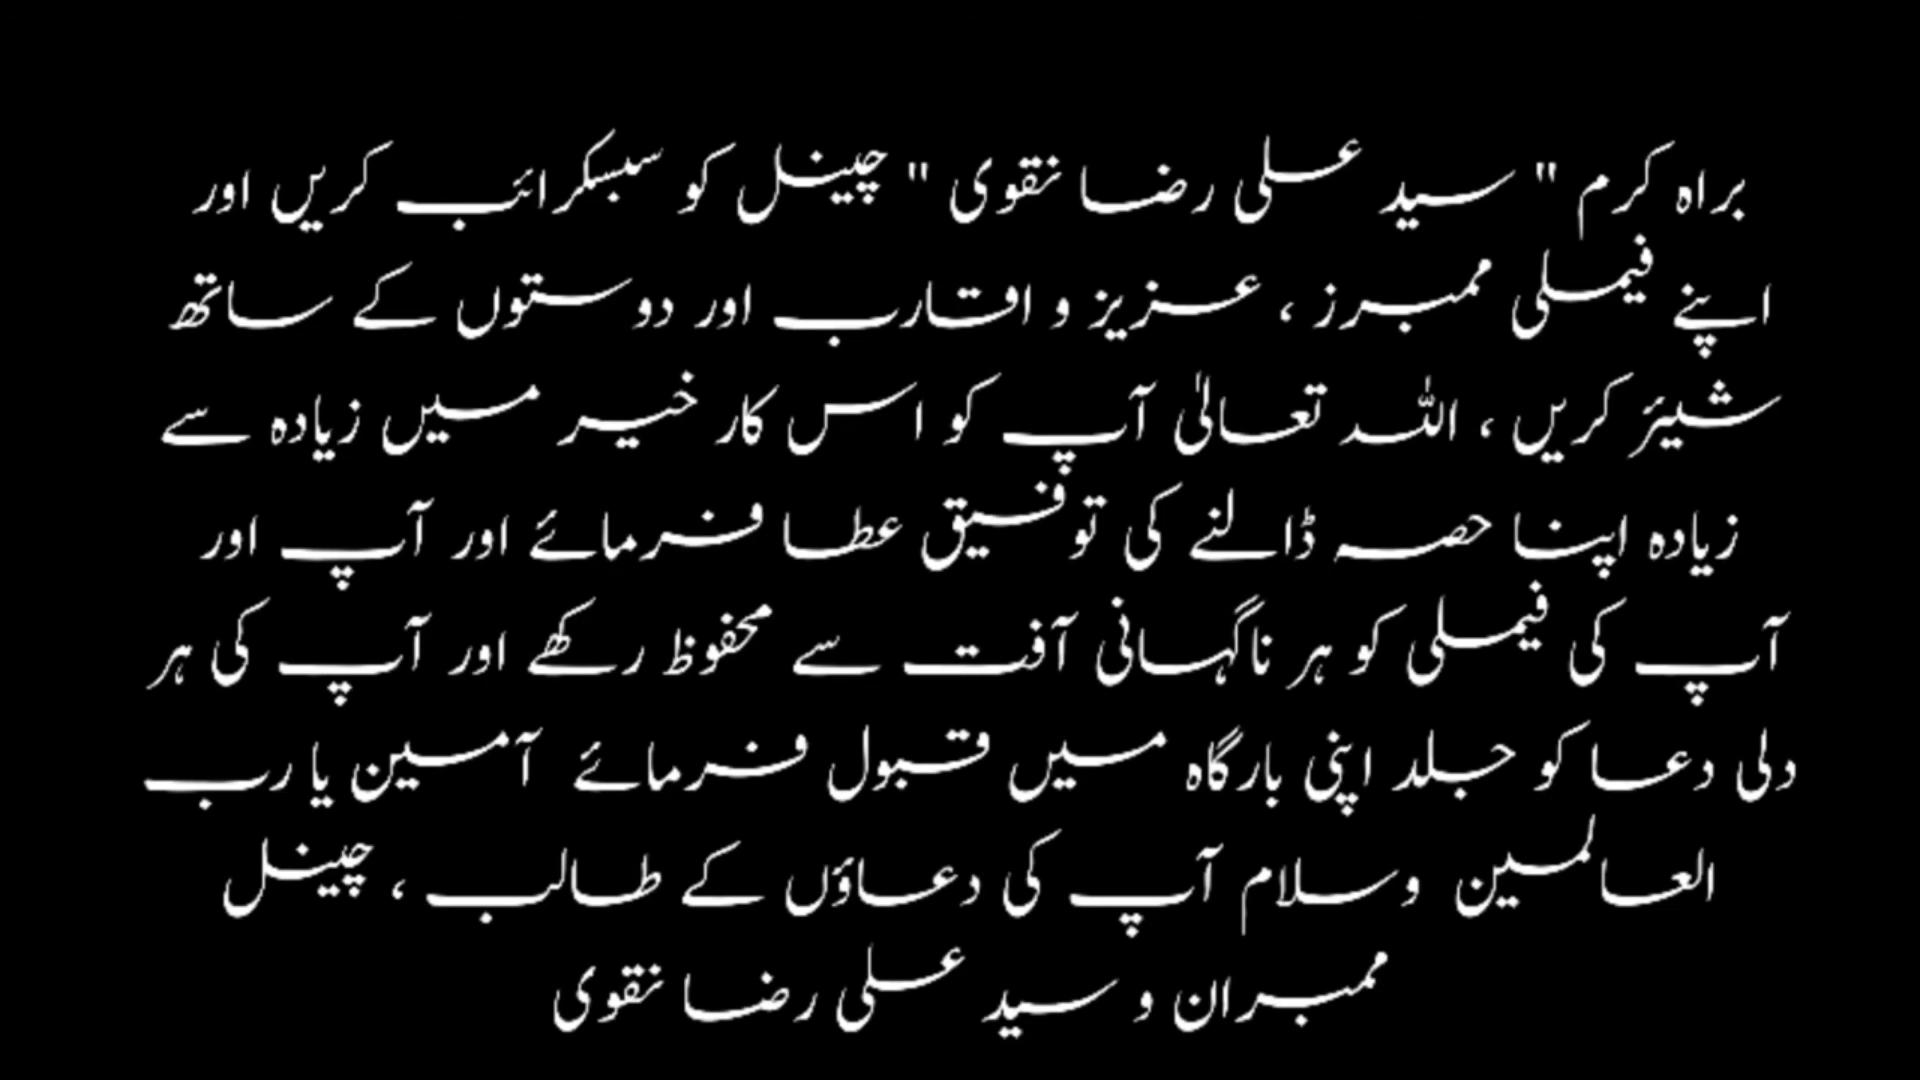 براہ کرم " سید علی رضا نقوی " چینل کو سبسکرائب کریں اور
اپنے فیملی ممبرز ، عزیز و اقارب اور دوستوں کے ساتھ
شیئر کریں ، اللہ تعالیٰ آپ کو اس کار خیر میں زیادہ سے
زیادہ اپنا حصہ ڈالنے کی توفیق عطا فرمائے اور آپ اور
آپ کی فیملی کو ہر ناگہانی آفت سے محفوظ رکھے اور آپ کی ہر
دلی دعا کو جلد اپنی بارگاہ میں قبول فرمائے آمین یا رب
العالمین وسلام آپ کی دعاؤں کے طالب ، چینل
ممبران و سید علی رضا نقوی